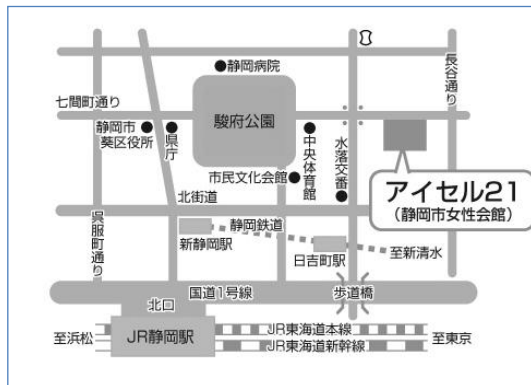 静岡病院
長谷通り
七間町通り
駿府公園
静岡市
葵区役所
県庁
中央体育館
水落交番
市民文化会館
アイセル21
(静岡市女性会館)
北街道
呉服町通り
静岡鉄道
新静岡駅
日吉町駅
至新清水
国道1号線
歩道橋
北口
至浜松
JR静岡駅
JR東海道本線
JR東海道新幹線
至東京